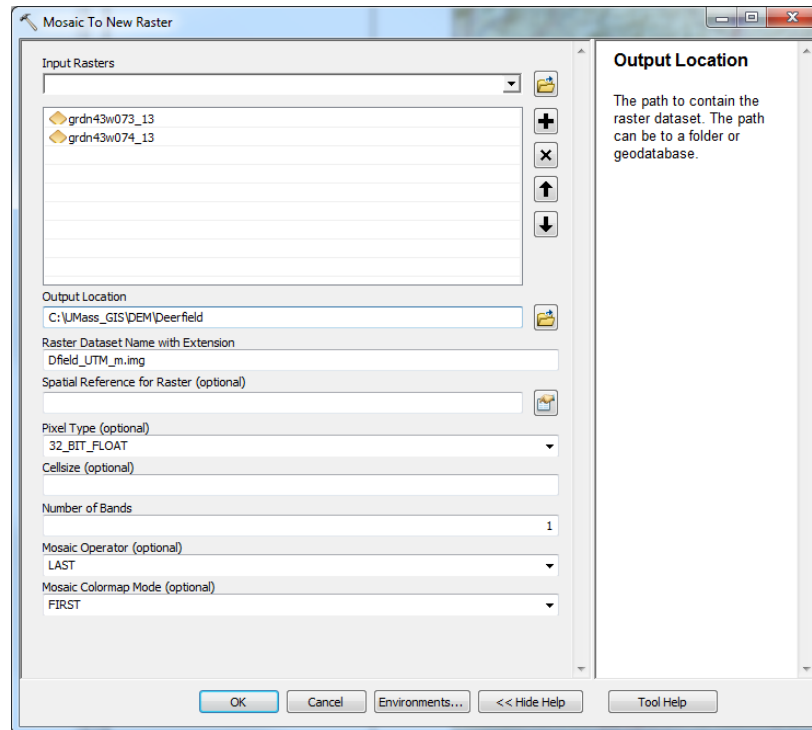 Mosaic To New Raster
Input Rasters
grdn43w073_13
grdn43w074_13
Output Location
C:\UMass_GIS\DEM\Deerfield
Raster Dataset Name with Extension
Dfield_UTM_m.img
Spatial Reference for Raster (optional)
Pixel Type (optional)
32_BIT_FLOAT
Cellsize (optional)
Number of Bands
1
Mosaic Operator (optional)
LAST
Mosaic Colormap Mode (optional)
FIRST
OK
Cancel
Environments...
<< Hide Help
Output Location
The path to contain the
raster dataset. The path
can be to a folder or
geodatabase.
Tool Help